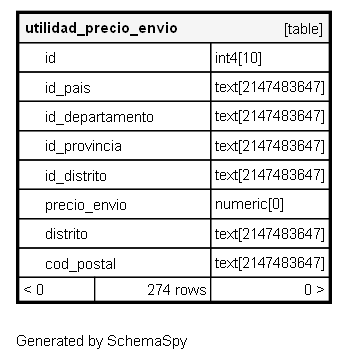 utilidad_precio_envio [table]
id int4[10]
id_pais text[2147483647]
id_departamento text[2147483647]
id_provincia text[2147483647]
id_distrito text[2147483647]
precio_envio numeric[0]
distrito text[2147483647]
cod_postal text[2147483647]
< 0 274 rows 0 >
Generated by SchemaSpy